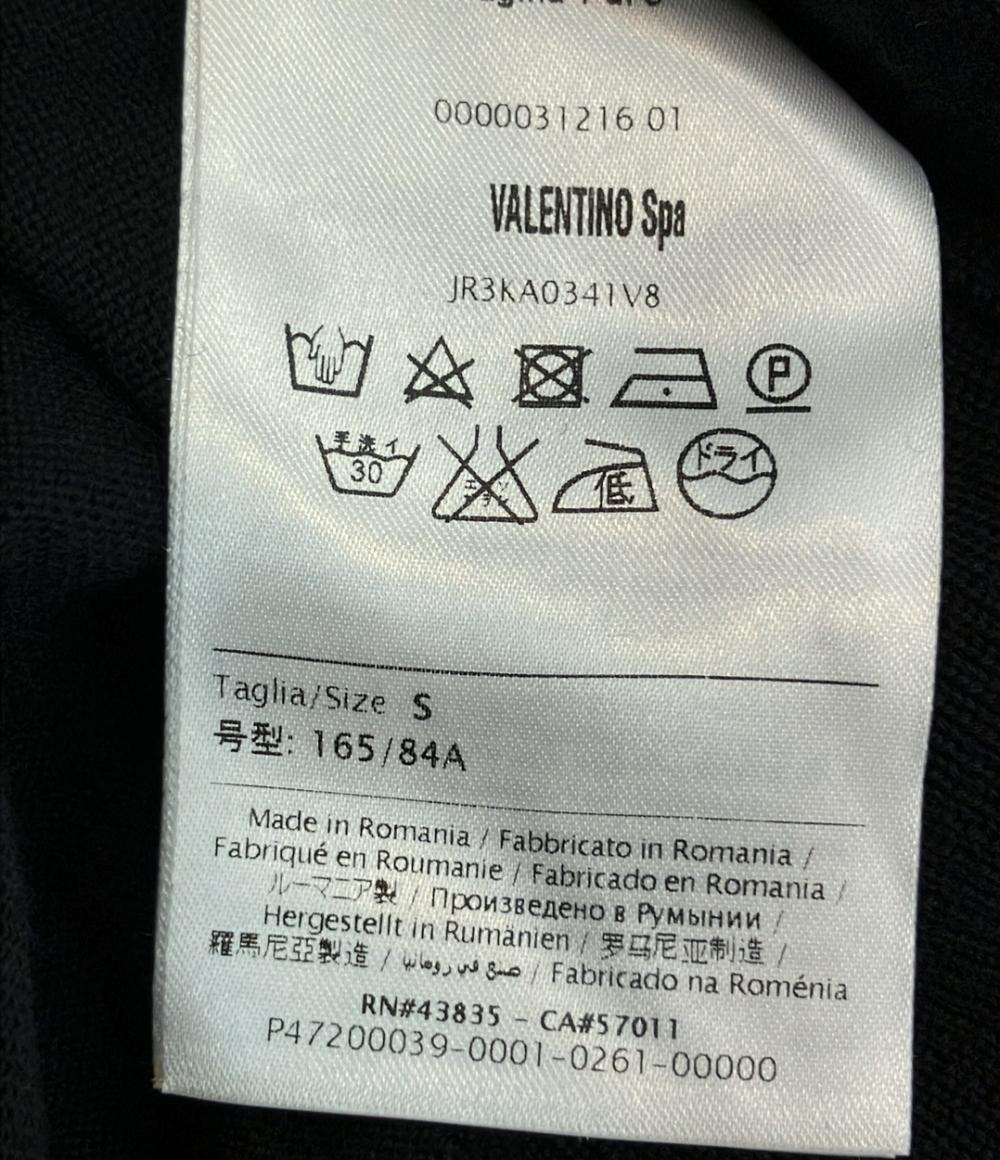 0000031216 01
VALENTINO Spa
JR3KA0341V8
P
手洗イ
30
エンソ
低
ドライ
Taglia/Size S
号型: 165/84A
Made in Romania / Fabbricato in Romania /
Fabriqué en Roumanie / Fabricado en Romania /
ルーマニア製 / Произведено в Румынии /
Hergestellt in Rumänien / 罗马尼亚制造 /
羅馬尼亞製造 / صنع في رومانيا / Fabricado na Roménia
RN#43835 - CA#57011
P47200039-0001-0261-00000